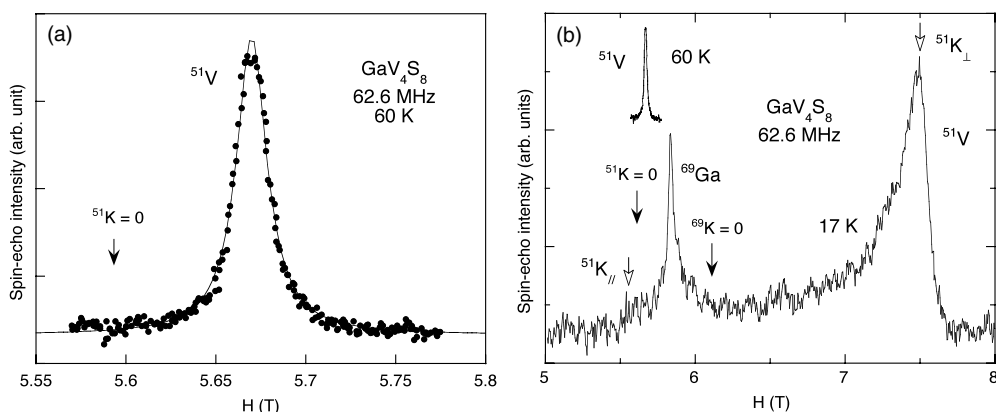 (a)
⁵¹V
GaV₄S₈
62.6 MHz
60 K
⁵¹K = 0
Spin-echo intensity (arb. unit)
5.55 5.6 5.65 5.7 5.75 5.8
H (T)
(b)
⁵¹V 60 K
⁵¹K⊥
GaV₄S₈
62.6 MHz
⁵¹V
⁶⁹Ga
⁵¹K = 0
⁶⁹K = 0
17 K
⁵¹K//
Spin-echo intensity (arb. units)
5 6 7 8
H (T)